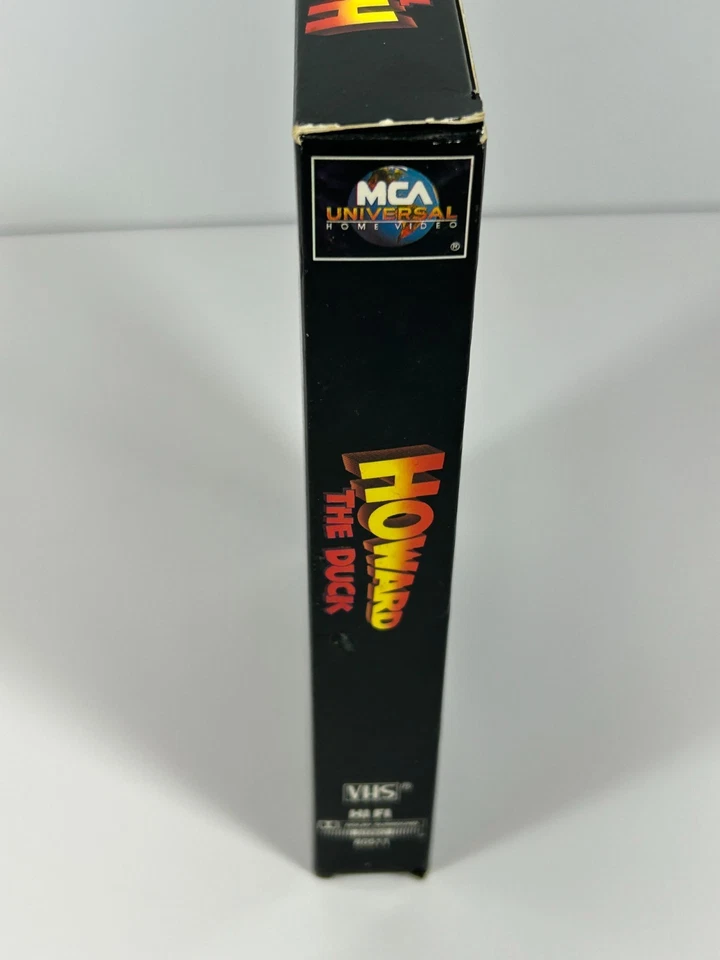 H
MCA
UNIVERSAL
HOME VIDEO
®
HOWARD
THE DUCK
VHS
HI-FI